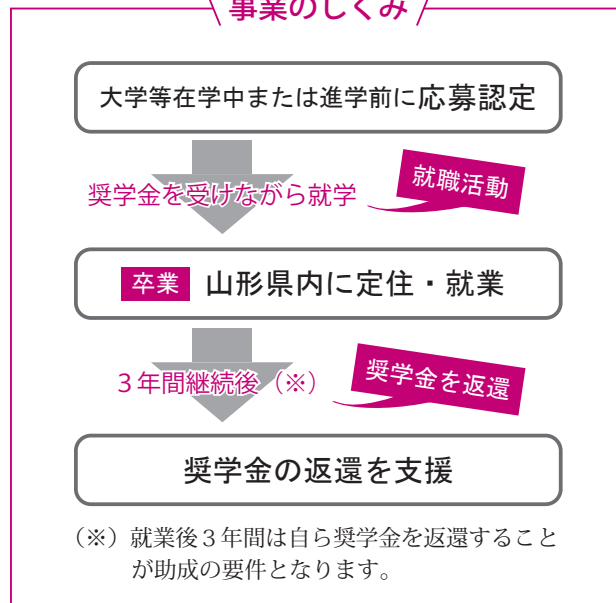 事業のしくみ
大学等在学中または進学前に応募認定
奨学金を受けながら就学
就職活動
卒業 山形県内に定住・就業
3年間継続後(※)
奨学金を返還
奨学金の返還を支援
(※)就業後3年間は自ら奨学金を返還すること
が助成の要件となります。